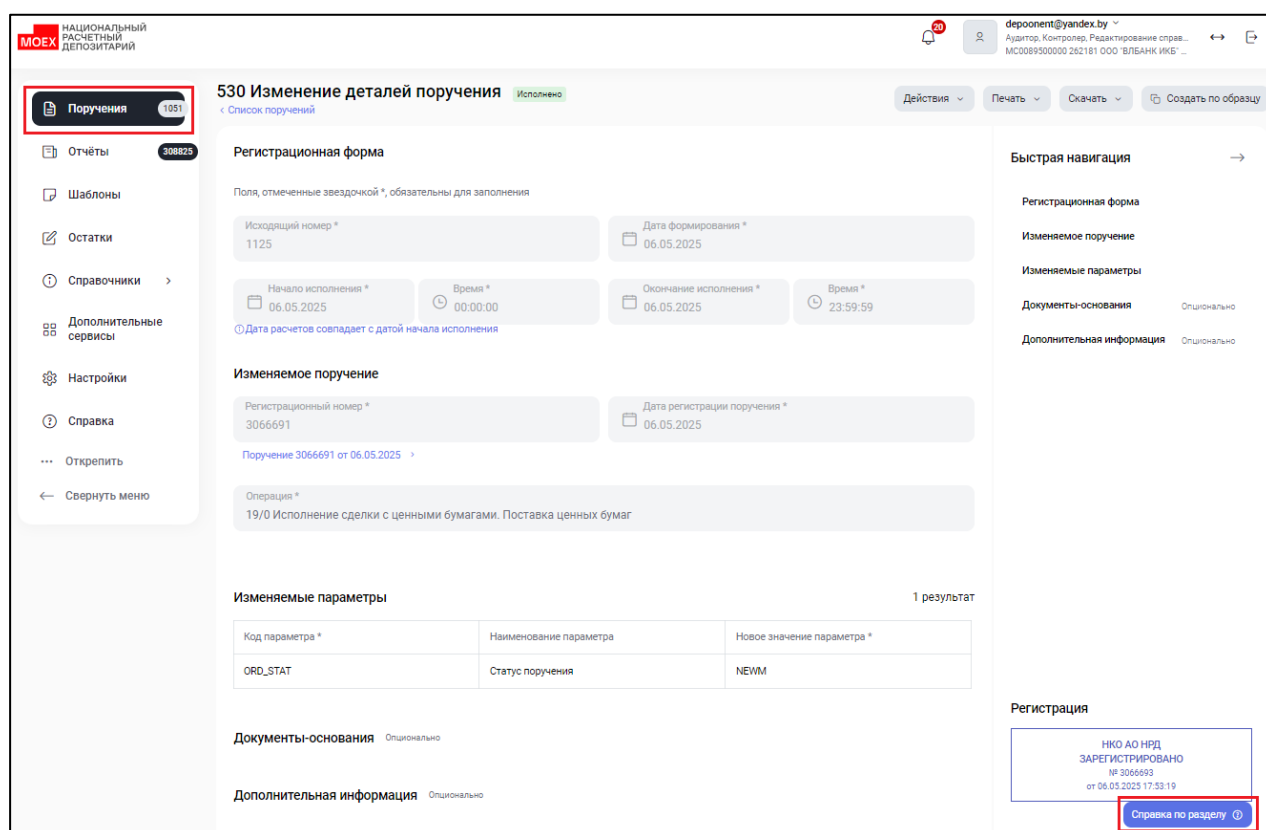 MOEX
НАЦИОНАЛЬНЫЙ
РАСЧЕТНЫЙ
ДЕПОЗИТАРИЙ
20
depoonent@yandex.by
Аудитор, Контролер, Редактирование справ...
MC0089500000 262181 ООО "ВЛБАНК ИКБ" ...
Поручения 1051
Отчёты 308825
Шаблоны
Остатки
Справочники
Дополнительные
сервисы
Настройки
Справка
Открепить
Свернуть меню
530 Изменение деталей поручения Исполнено
‹ Список поручений
Действия Печать Скачать Создать по образцу
Регистрационная форма
Поля, отмеченные звездочкой *, обязательны для заполнения
Исходящий номер * Дата формирования *
1125 06.05.2025
Начало исполнения * Время * Окончание исполнения * Время *
06.05.2025 00:00:00 06.05.2025 23:59:59
Дата расчетов совпадает с датой начала исполнения
Изменяемое поручение
Регистрационный номер * Дата регистрации поручения *
3066691 06.05.2025
Поручение 3066691 от 06.05.2025 ›
Операция *
19/0 Исполнение сделки с ценными бумагами. Поставка ценных бумаг
Изменяемые параметры 1 результат
Код параметра * Наименование параметра Новое значение параметра *
ORD_STAT Статус поручения NEWM
Документы-основания Опционально
Дополнительная информация Опционально
Быстрая навигация
Регистрационная форма
Изменяемое поручение
Изменяемые параметры
Документы-основания Опционально
Дополнительная информация Опционально
Регистрация
НКО АО НРД
ЗАРЕГИСТРИРОВАНО
№ 3066693
от 06.05.2025 17:53:19
Справка по разделу